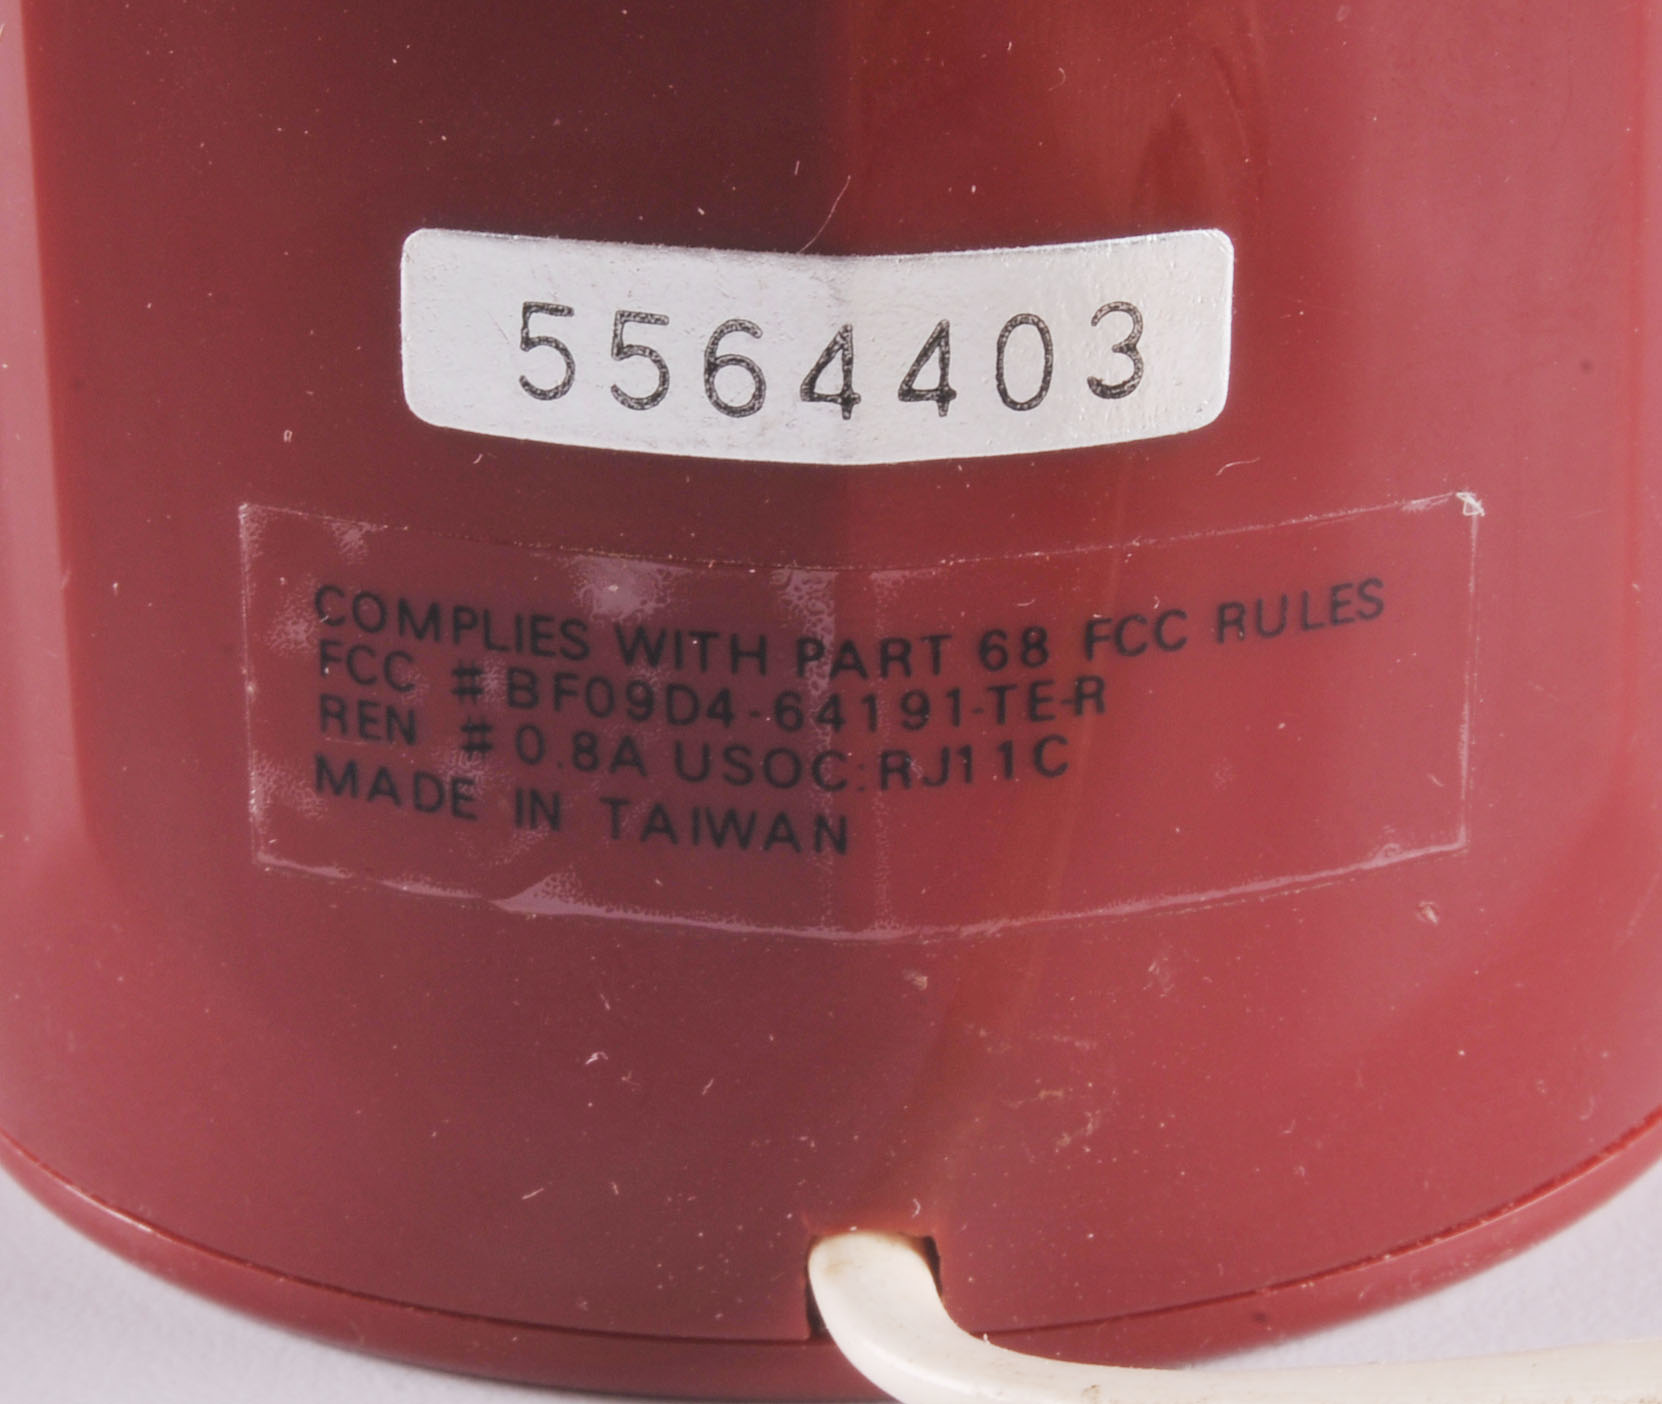 5564403
COMPLIES WITH PART 68 FCC RULES
FCC # BF09D4-64191-TE-R
REN # 0.8A USOC:RJ11C
MADE IN TAIWAN